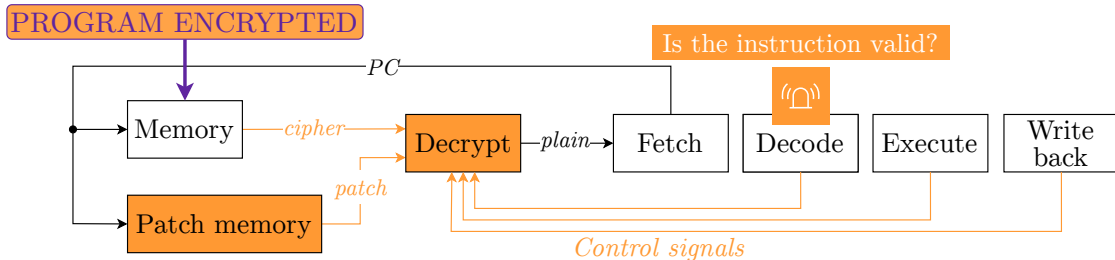 PROGRAM ENCRYPTED
Is the instruction valid?
PC
Memory
cipher
Decrypt
plain
Fetch
Decode
Execute
Write
back
patch
Patch memory
Control signals